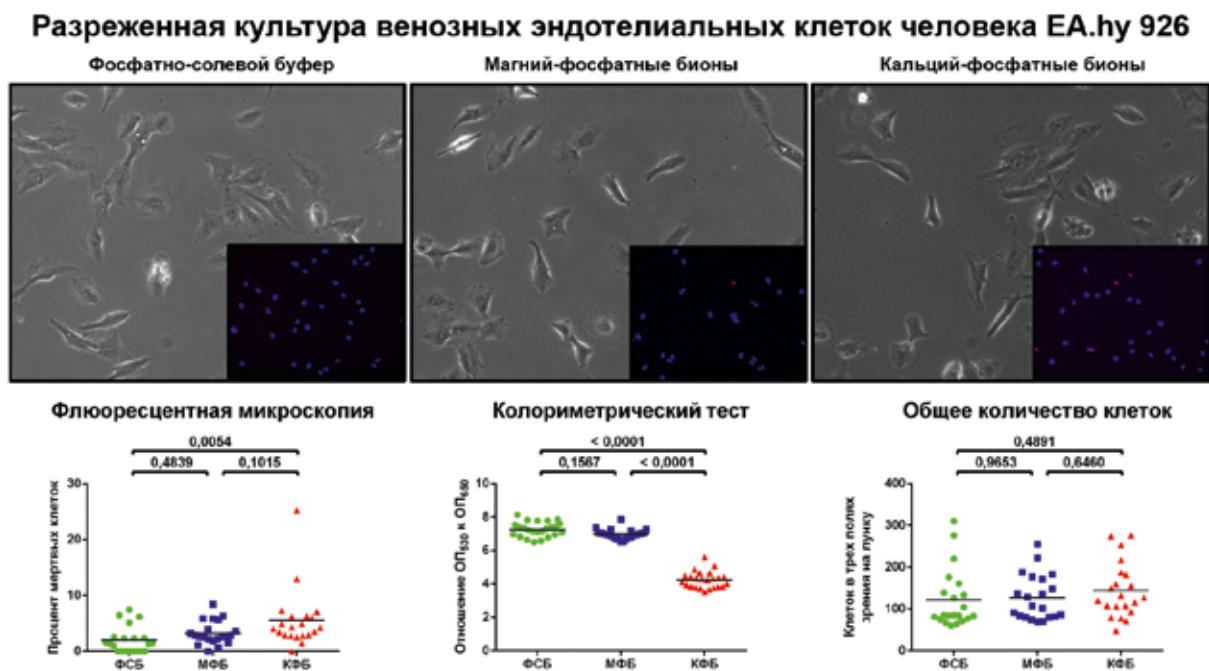 Разреженная культура венозных эндотелиальных клеток человека EA.hy 926
Фосфатно-солевой буфер
Магний-фосфатные бионы
Кальций-фосфатные бионы
Флюоресцентная микроскопия
0,0054
0,4839
0,1015
Процент мертвых клеток
30
20
10
0
ФСБ
МФБ
КФБ
Колориметрический тест
< 0,0001
0,1567
< 0,0001
Отношение ОП530 к ОП650
10
8
6
4
2
0
ФСБ
МФБ
КФБ
Общее количество клеток
0,4891
0,9653
0,6460
Клеток в трех полях
зрения на лунку
400
300
200
100
0
ФСБ
МФБ
КФБ